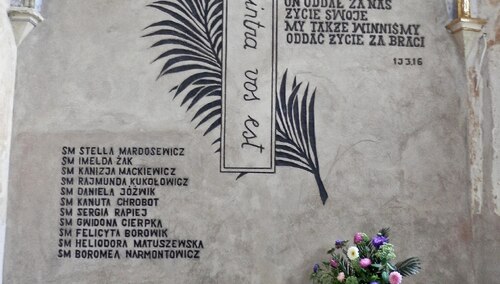 ON ODDAŁ ZA NAS
ŻYCIE SWOJE
MY TAKŻE WINNIŚMY
ODDAĆ ŻYCIE ZA BRACI
1J 3.16
intra vos est
SM STELLA MARDOSEWICZ
SM IMELDA ŻAK
SM KANIZJA MACKIEWICZ
SM RAJMUNDA KUKOŁOWICZ
SM DANIELA JÓŹWIK
SM KANUTA CHROBOT
SM SERGIA RAPIEJ
SM GWIDONA CIERPKA
SM FELICYTA BOROWIK
SM HELIODORA MATUSZEWSKA
SM BOROMEA NARMONTOWICZ